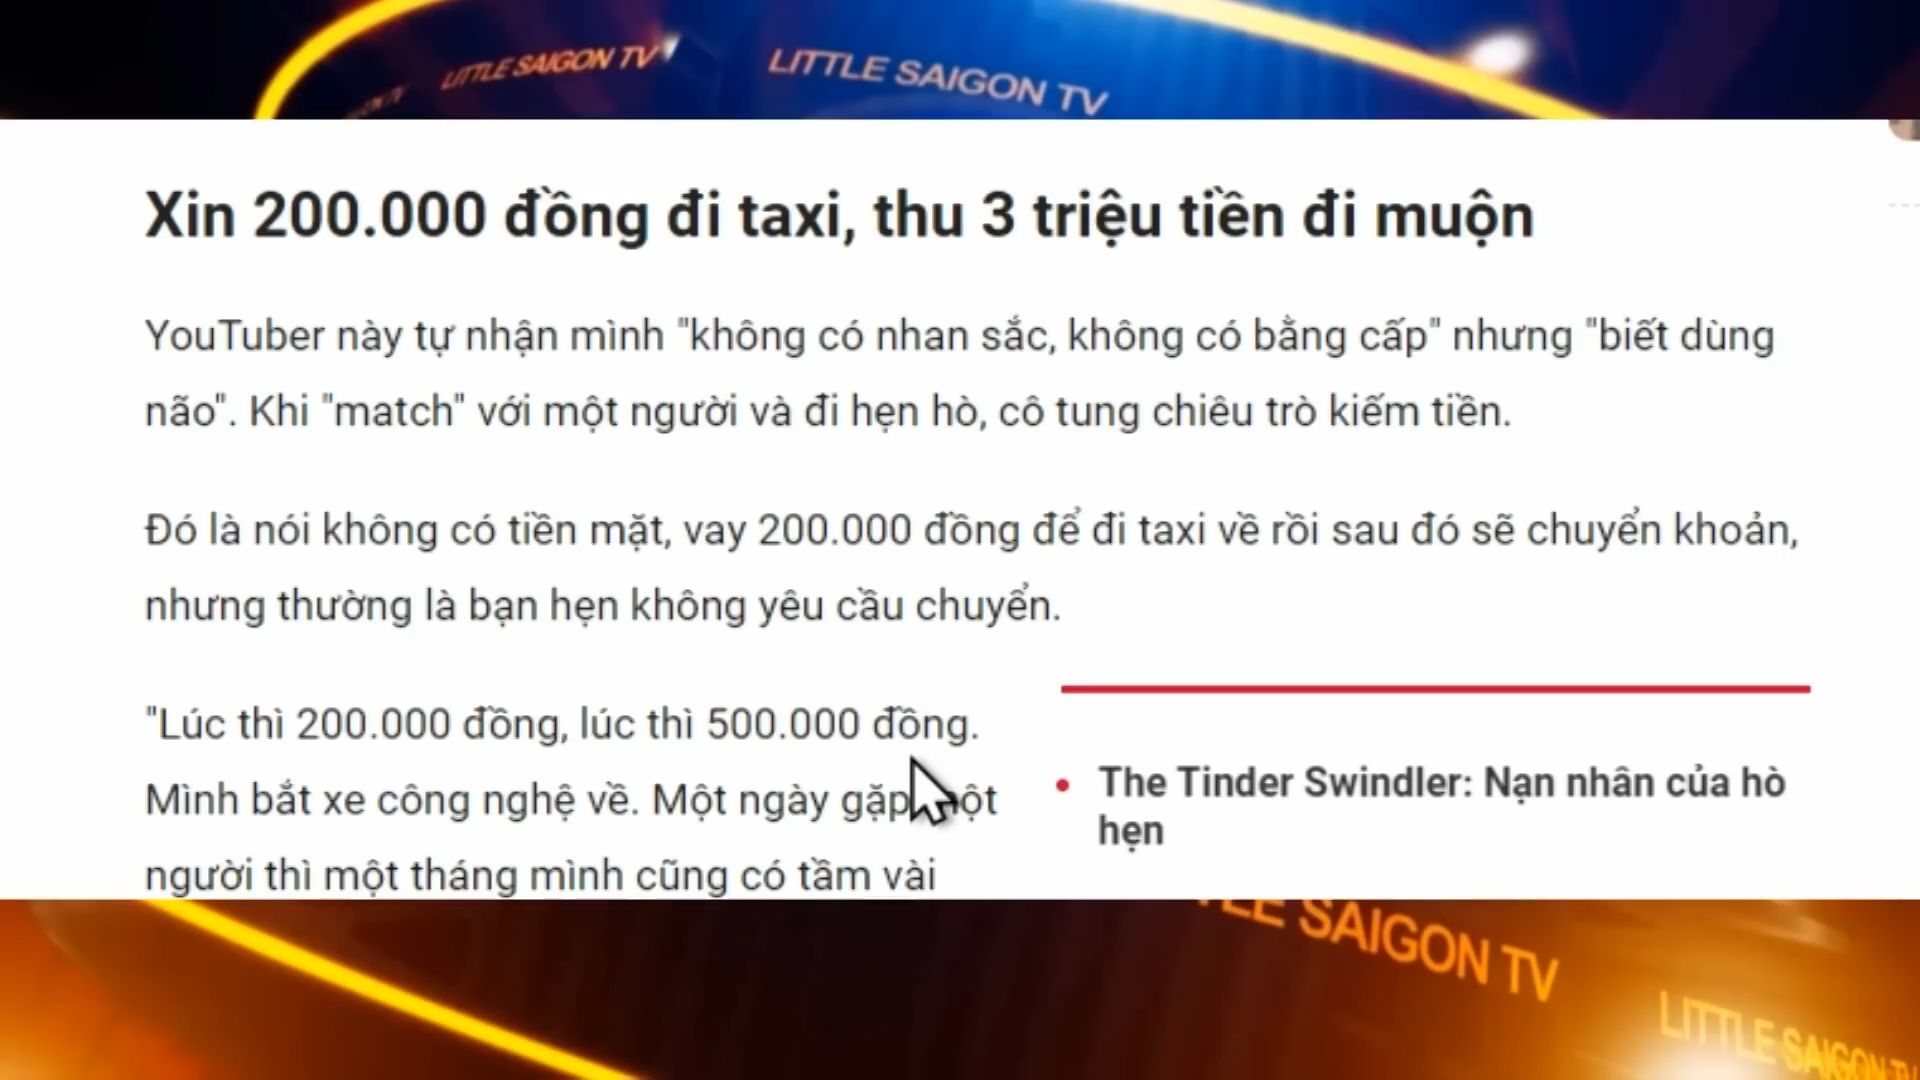 LITTLE SAIGON TV
LITTLE SAIGON TV
Xin 200.000 đồng đi taxi, thu 3 triệu tiền đi muộn
YouTuber này tự nhận mình "không có nhan sắc, không có bằng cấp" nhưng "biết dùng
não". Khi "match" với một người và đi hẹn hò, cô tung chiêu trò kiếm tiền.
Đó là nói không có tiền mặt, vay 200.000 đồng để đi taxi về rồi sau đó sẽ chuyển khoản,
nhưng thường là bạn hẹn không yêu cầu chuyển.
"Lúc thì 200.000 đồng, lúc thì 500.000 đồng.
Mình bắt xe công nghệ về. Một ngày gặp một
người thì một tháng mình cũng có tầm vài
• The Tinder Swindler: Nạn nhân của hò
hẹn
SAIGON TV
LITTLE SAIGON TV